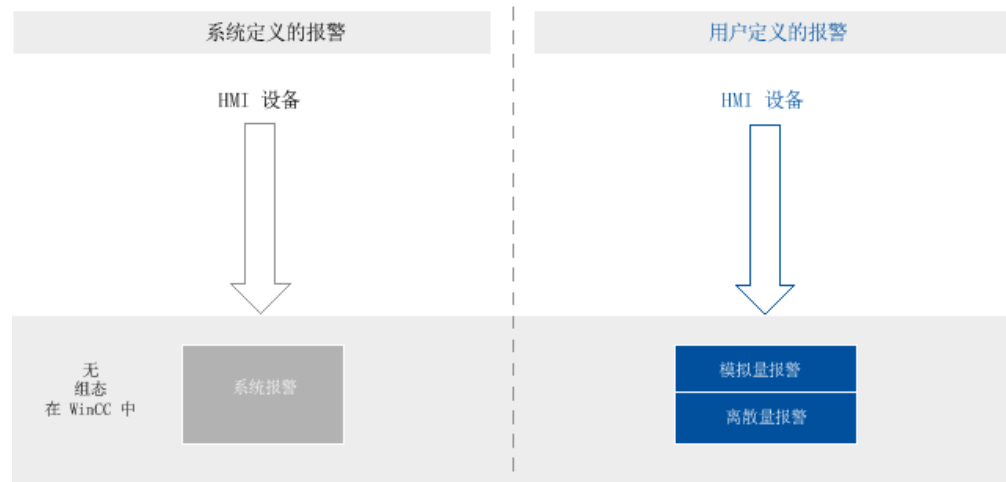 系统定义的报警
用户定义的报警
HMI 设备
HMI 设备
无
组态
在 WinCC 中
系统报警
模拟量报警
离散量报警